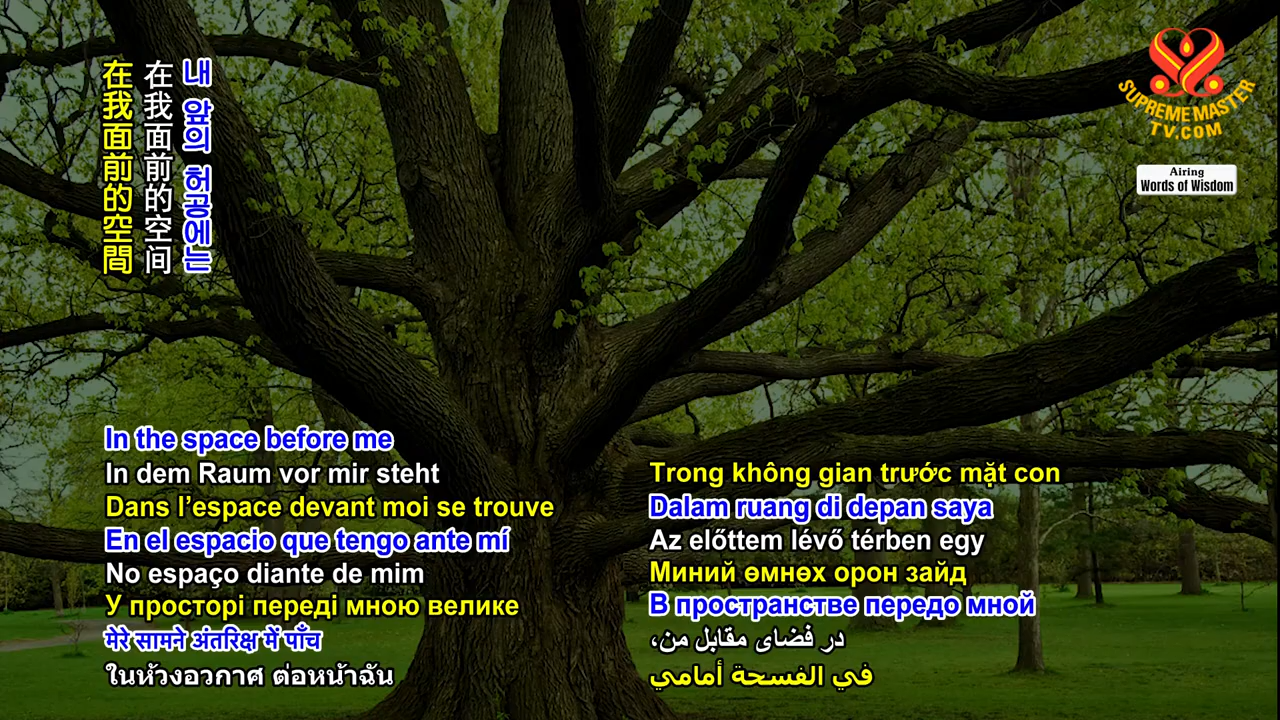 在我面前的空間
在我面前的空间
내 앞의 허공에는
SUPREME MASTER
TV.COM
Airing
Words of Wisdom
In the space before me
In dem Raum vor mir steht
Dans l’espace devant moi se trouve
En el espacio que tengo ante mí
No espaço diante de mim
У просторі переді мною велике
मेरे सामने अंतरिक्ष में पाँच
ในห้วงอวกาศ ต่อหน้าฉัน
Trong không gian trước mặt con
Dalam ruang di depan saya
Az előttem lévő térben egy
Миний өмнөх орон зайд
В пространстве передо мной
در فضای مقابل من،
في الفسحة أمامي